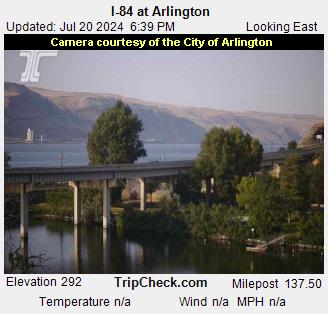 I-84 at Arlington
Updated: Jul 20 2024 6:39 PM Looking East
Camera courtesy of the City of Arlington
Elevation 292 TripCheck.com Milepost 137.50
Temperature n/a Wind n/a MPH n/a